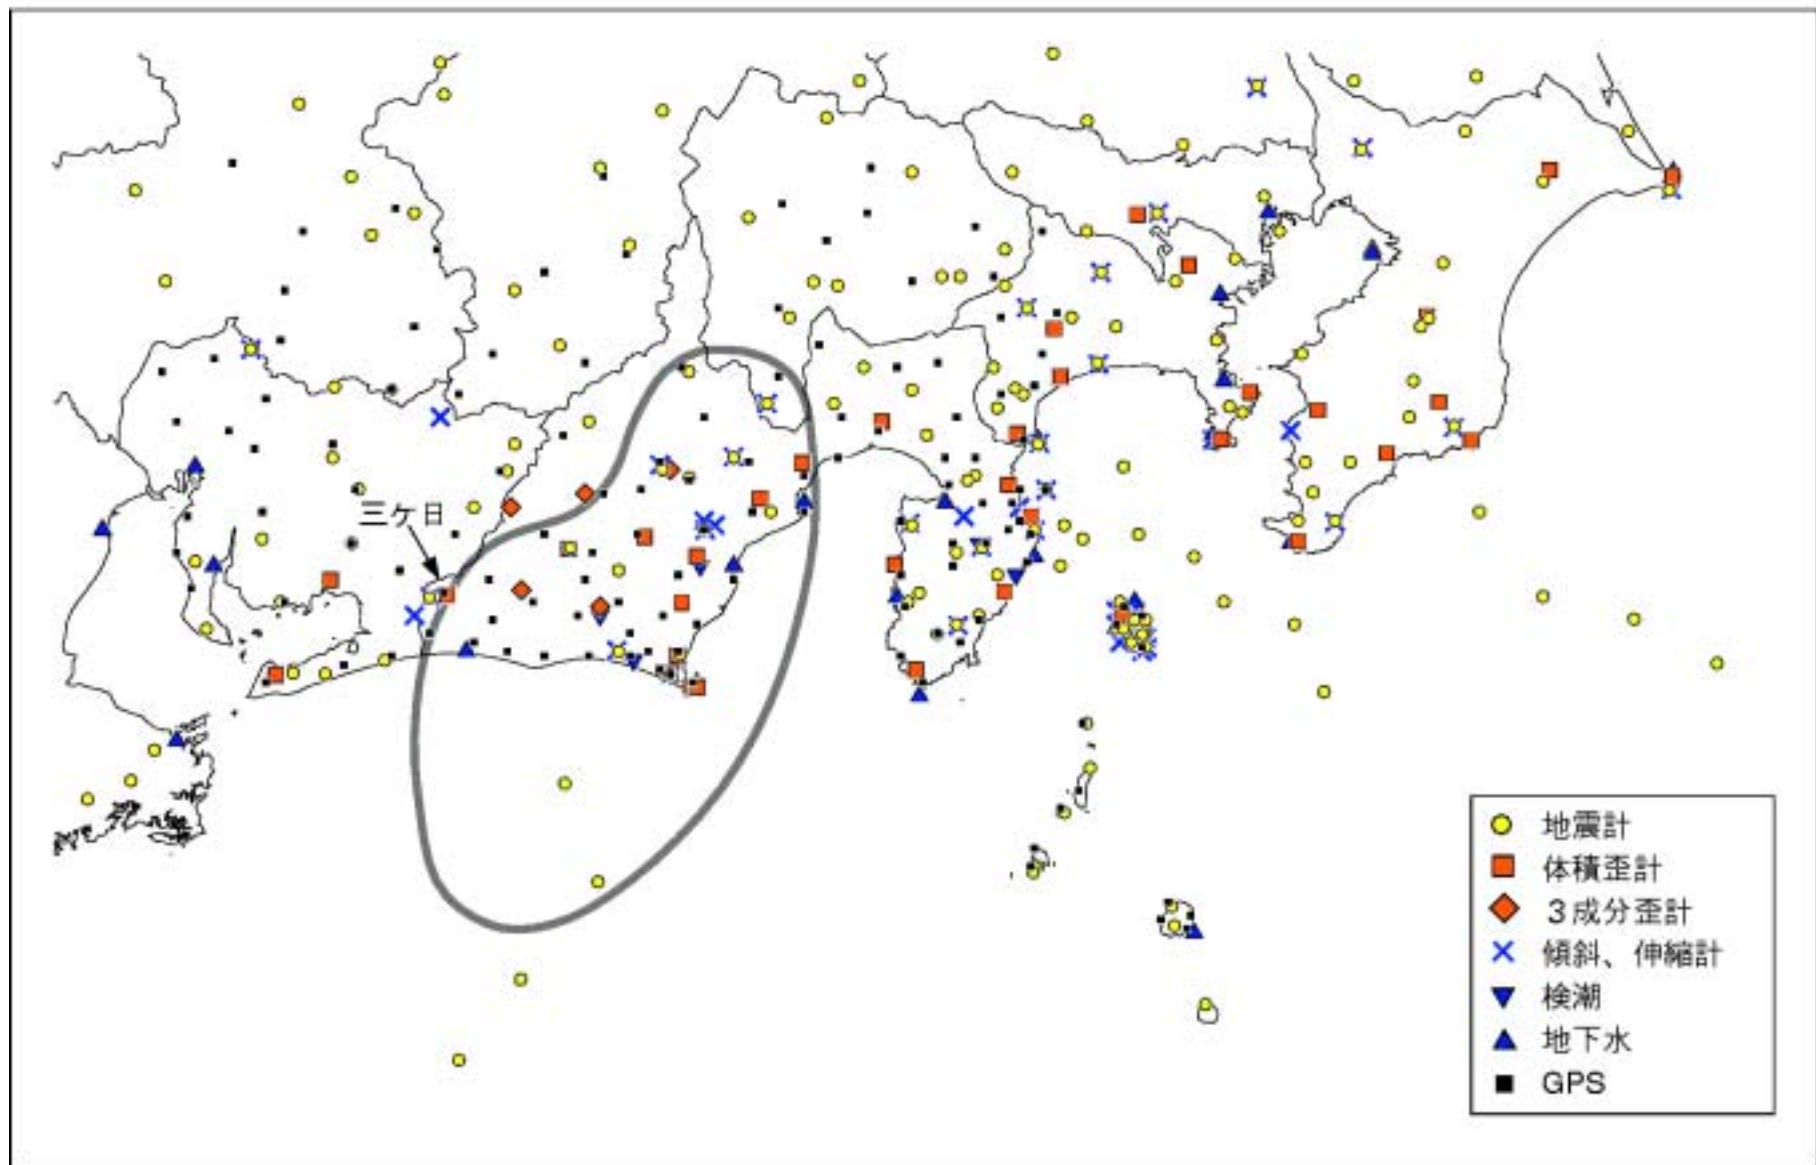 三ケ日
地震計
体積歪計
3成分歪計
傾斜、伸縮計
検潮
地下水
GPS